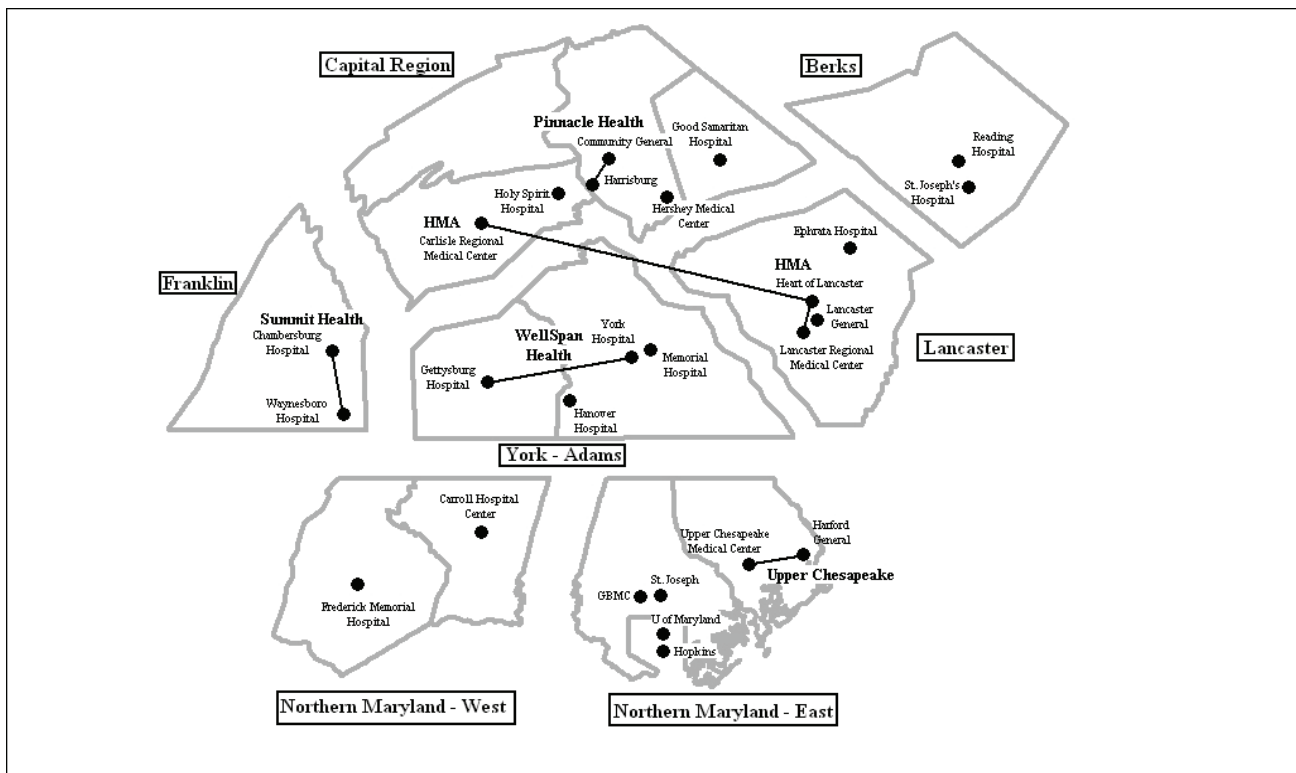 Capital Region
Berks
Pinnacle Health
Community General
Good Samaritan
Hospital
Reading
Hospital
Harrisburg
St. Joseph's
Hospital
Holy Spirit
Hospital
Hershey Medical
Center
HMA
Carlisle Regional
Medical Center
Ephrata Hospital
HMA
Heart of Lancaster
Franklin
Lancaster
General
Summit Health
Chambersburg
Hospital
WellSpan
Health
York
Hospital
Memorial
Hospital
Lancaster Regional
Medical Center
Lancaster
Gettysburg
Hospital
Waynesboro
Hospital
Hanover
Hospital
York - Adams
Carroll Hospital
Center
Upper Chesapeake
Medical Center
Harford
General
Upper Chesapeake
Frederick Memorial
Hospital
GBMC
St. Joseph
U of Maryland
Hopkins
Northern Maryland - West
Northern Maryland - East